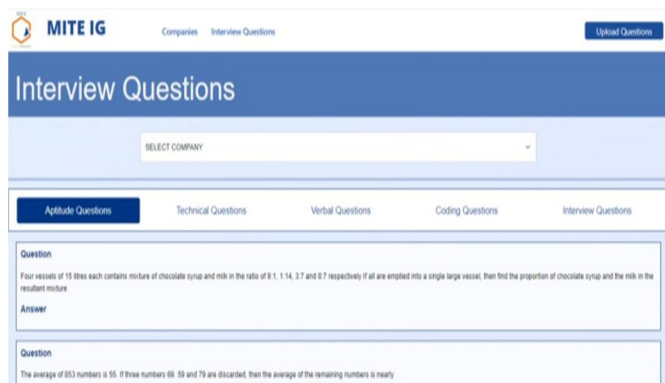 MITE IG
Companies Interview Questions
Upload Questions
Interview Questions
SELECT COMPANY
Aptitude Questions Technical Questions Verbal Questions Coding Questions Interview Questions
Question
Four vessels of 15 litres each contains mixture of chocolate syrup and milk in the ratio of 9:1, 1:14, 3:7 and 8:7 respectively If all are emptied into a single large vessel, then find the proportion of chocolate syrup and the milk in the
resultant mixture
Answer
Question
The average of 853 numbers is 55. If three numbers 69, 59 and 79 are discarded, then the average of the remaining numbers is nearly